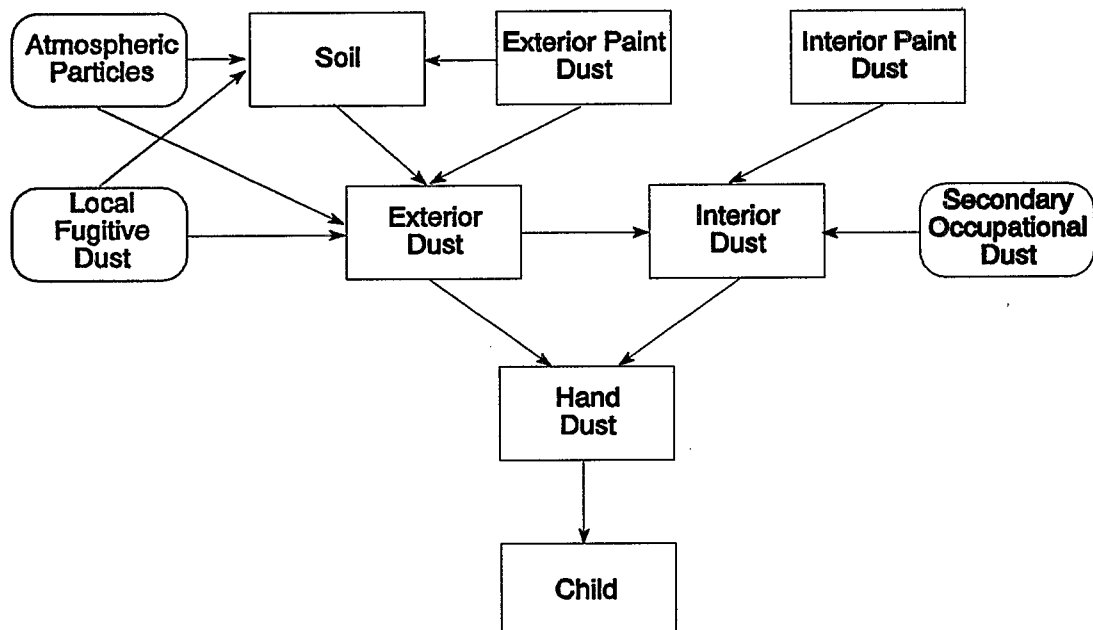 Atmospheric
Particles
Soil
Exterior Paint
Dust
Interior Paint
Dust
Local
Fugitive
Dust
Exterior
Dust
Interior
Dust
Secondary
Occupational
Dust
Hand
Dust
Child